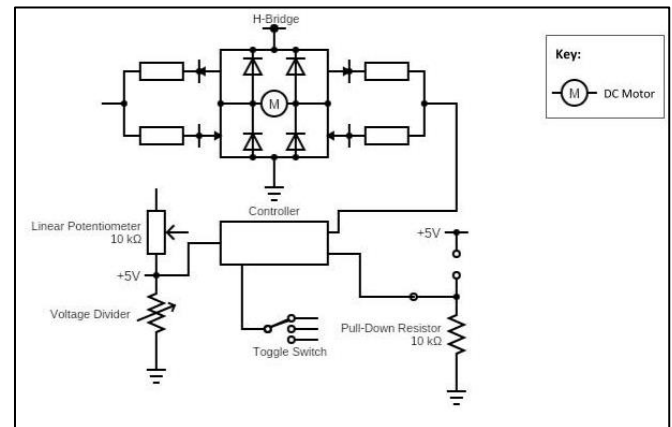 H-Bridge
Key:
M
DC Motor
M
Controller
Linear Potentiometer
10 kΩ
+5V
+5V
Voltage Divider
Toggle Switch
Pull-Down Resistor
10 kΩ